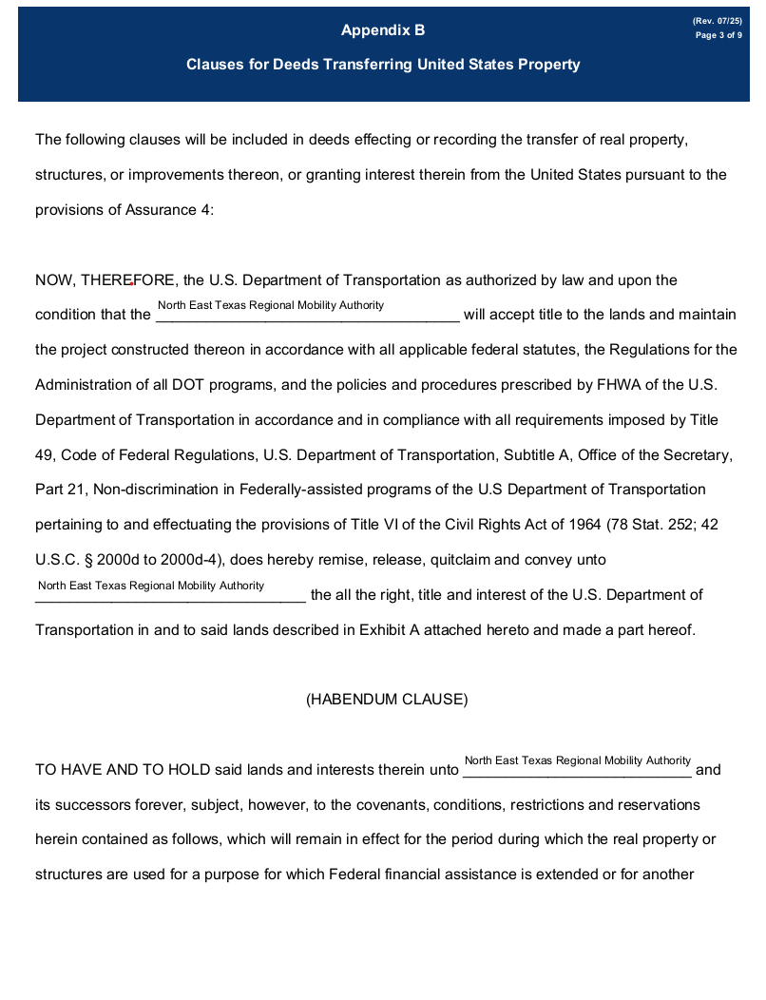 Appendix B
(Rev. 07/25)
Page 3 of 9
Clauses for Deeds Transferring United States Property
The following clauses will be included in deeds effecting or recording the transfer of real property,
structures, or improvements thereon, or granting interest therein from the United States pursuant to the
provisions of Assurance 4:
NOW, THEREFORE, the U.S. Department of Transportation as authorized by law and upon the
condition that the North East Texas Regional Mobility Authority will accept title to the lands and maintain
the project constructed thereon in accordance with all applicable federal statutes, the Regulations for the
Administration of all DOT programs, and the policies and procedures prescribed by FHWA of the U.S.
Department of Transportation in accordance and in compliance with all requirements imposed by Title
49, Code of Federal Regulations, U.S. Department of Transportation, Subtitle A, Office of the Secretary,
Part 21, Non-discrimination in Federally-assisted programs of the U.S Department of Transportation
pertaining to and effectuating the provisions of Title VI of the Civil Rights Act of 1964 (78 Stat. 252; 42
U.S.C. § 2000d to 2000d-4), does hereby remise, release, quitclaim and convey unto
North East Texas Regional Mobility Authority the all the right, title and interest of the U.S. Department of
Transportation in and to said lands described in Exhibit A attached hereto and made a part hereof.
(HABENDUM CLAUSE)
TO HAVE AND TO HOLD said lands and interests therein unto North East Texas Regional Mobility Authority and
its successors forever, subject, however, to the covenants, conditions, restrictions and reservations
herein contained as follows, which will remain in effect for the period during which the real property or
structures are used for a purpose for which Federal financial assistance is extended or for another